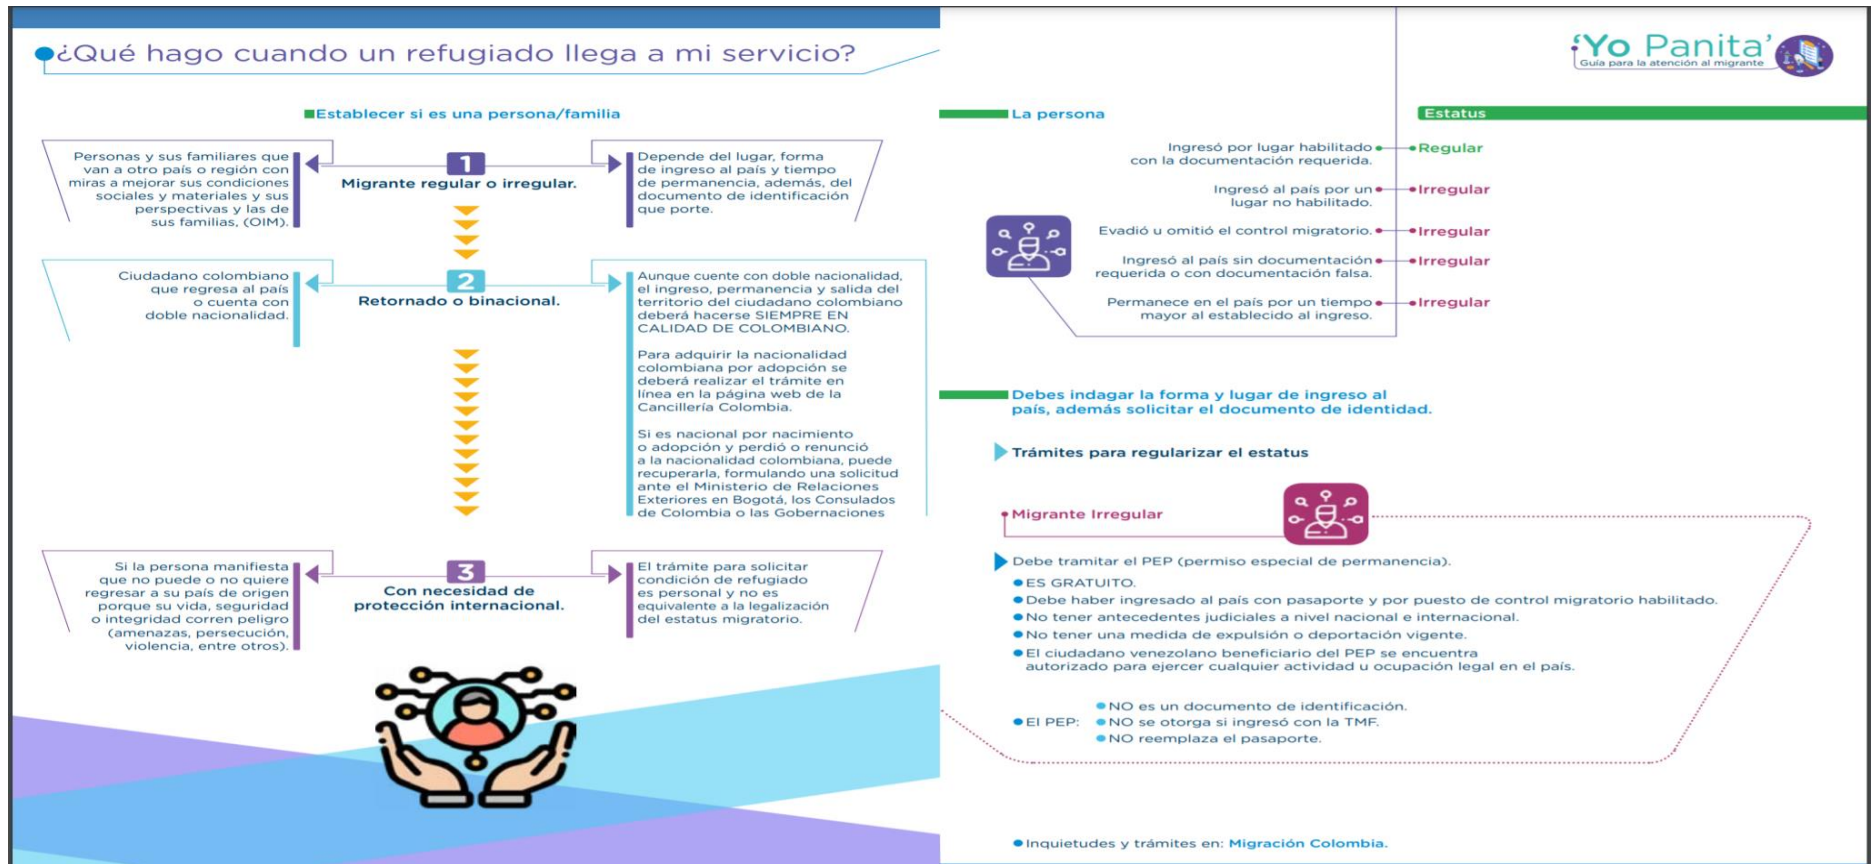 ¿Qué hago cuando un refugiado llega a mi servicio?
Establecer si es una persona/familia
Personas y sus familiares que
van a otro país o región con
miras a mejorar sus condiciones
sociales y materiales y sus
perspectivas y las de
sus familias, (OIM).
1
Migrante regular o irregular.
Depende del lugar, forma
de ingreso al país y tiempo
de permanencia, además, del
documento de identificación
que porte.
Ciudadano colombiano
que regresa al país
o cuenta con
doble nacionalidad.
2
Retornado o binacional.
Aunque cuente con doble nacionalidad,
el ingreso, permanencia y salida del
territorio del ciudadano colombiano
deberá hacerse SIEMPRE EN
CALIDAD DE COLOMBIANO.
Para adquirir la nacionalidad
colombiana por adopción se
deberá realizar el trámite en
línea en la página web de la
Cancillería Colombia.
Si es nacional por nacimiento
o adopción y perdió o renunció
a la nacionalidad colombiana, puede
recuperarla, formulando una solicitud
ante el Ministerio de Relaciones
Exteriores en Bogotá, los Consulados
de Colombia o las Gobernaciones
Si la persona manifiesta
que no puede o no quiere
regresar a su país de origen
porque su vida, seguridad
o integridad corren peligro
(amenazas, persecución,
violencia, entre otros).
3
Con necesidad de
protección internacional.
El trámite para solicitar
condición de refugiado
es personal y no es
equivalente a la legalización
del estatus migratorio.
'Yo Panita'
Guía para la atención al migrante
La persona
Estatus
Ingresó por lugar habilitado
con la documentación requerida.
Regular
Ingresó al país por un
lugar no habilitado.
Irregular
Evadió u omitió el control migratorio.
Irregular
Ingresó al país sin documentación
requerida o con documentación falsa.
Irregular
Permanece en el país por un tiempo
mayor al establecido al ingreso.
Irregular
Debes indagar la forma y lugar de ingreso al
país, además solicitar el documento de identidad.
Trámites para regularizar el estatus
Migrante Irregular
Debe tramitar el PEP (permiso especial de permanencia).
ES GRATUITO.
Debe haber ingresado al país con pasaporte y por puesto de control migratorio habilitado.
No tener antecedentes judiciales a nivel nacional e internacional.
No tener una medida de expulsión o deportación vigente.
El ciudadano venezolano beneficiario del PEP se encuentra
autorizado para ejercer cualquier actividad u ocupación legal en el país.
El PEP:
NO es un documento de identificación.
NO se otorga si ingresó con la TMF.
NO reemplaza el pasaporte.
Inquietudes y trámites en: Migración Colombia.